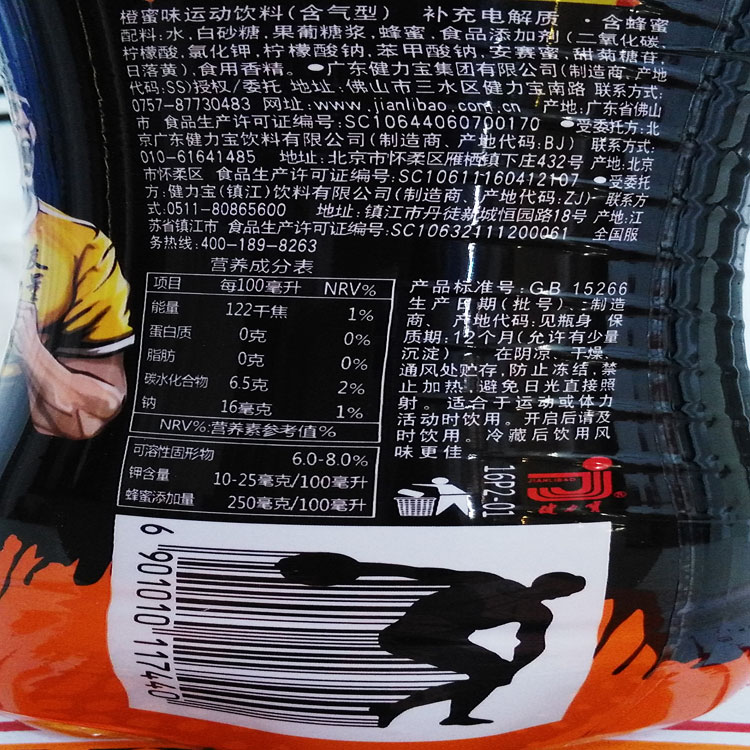 橙蜜味运动饮料(含气型) 补充电解质·含蜂蜜
配料:水,白砂糖,果葡糖浆,蜂蜜,食品添加剂(二氧化碳,
柠檬酸,氯化钾,柠檬酸钠,苯甲酸钠,安赛蜜,甜菊糖苷,
日落黄),食用香精。●广东健力宝集团有限公司(制造商、产地
代码:SS)授权/委托 地址:佛山市三水区健力宝南路 联系方式:
0757-87730483 网址:www.jianlibao.com.cn 产地:广东省佛山
市 食品生产许可证编号:SC10644060700170 ●受委托方:北
京广东健力宝饮料有限公司(制造商、产地代码:BJ) 联系方式:
010-61641485 地址:北京市怀柔区雁栖镇下庄432号 产地:北京
市怀柔区 食品生产许可证编号:SC10611160412107 ●受委托
方:健力宝(镇江)饮料有限公司(制造商、产地代码:ZJ) 联系方
式:0511-80865600 地址:镇江市丹徒新城恒园路18号 产地:江
苏省镇江市 食品生产许可证编号:SC10632111200061 全国服
务热线:400-189-8263
营养成分表
项目 每100毫升 NRV%
能量 122千焦 1%
蛋白质 0克 0%
脂肪 0克 0%
碳水化合物 6.5克 2%
钠 16毫克 1%
NRV%:营养素参考值%
可溶性固形物 6.0-8.0%
钾含量 10-25毫克/100毫升
蜂蜜添加量 250毫克/100毫升
产品标准号:GB 15266
生产日期(批号)、制造
商、产地代码:见瓶身 保
质期:12个月(允许有少量
沉淀) 在阴凉、干燥、
通风处贮存,防止冻结,禁
止加热,避免日光直接照
射。适合于运动或体力
活动时饮用。开启后请及
时饮用。冷藏后饮用风
味更佳。
1GP2-01
JIANLIBAO
健力宝
®
6 901010 117440